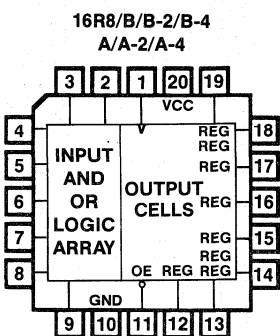 16R8/B/B-2/B-4
A/A-2/A-4
3 2 1 20 19
VCC
4 REG 18
REG
5 REG 17
INPUT AND OR LOGIC ARRAY
OUTPUT CELLS
6 REG 16
7 REG 15
8 OE REG REG 14
REG
GND
9 10 11 12 13